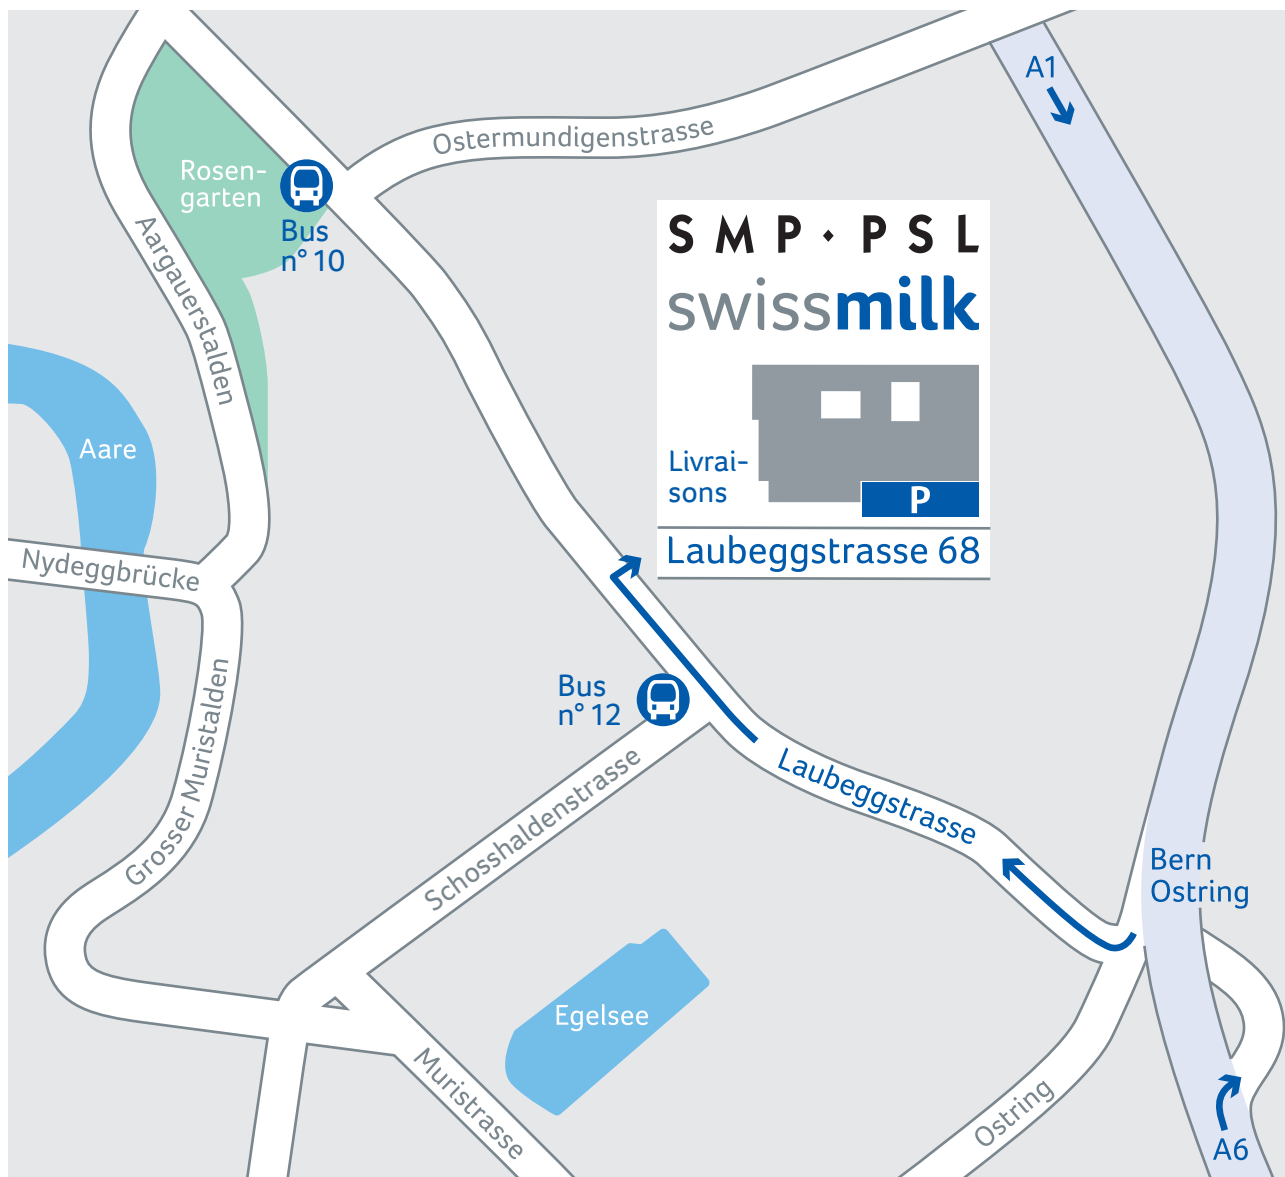 A1
Ostermundigenstrasse
Rosen-
garten
Bus
n° 10
Aargauerstalden
SMP·PSL
swissmilk
Aare
Livrai-
sons
P
Laubeggstrasse 68
Nydeggbrücke
Grosser Muristalden
Bus
n° 12
Schosshaldenstrasse
Laubeggstrasse
Bern
Ostring
Egelsee
Muristrasse
Ostring
A6